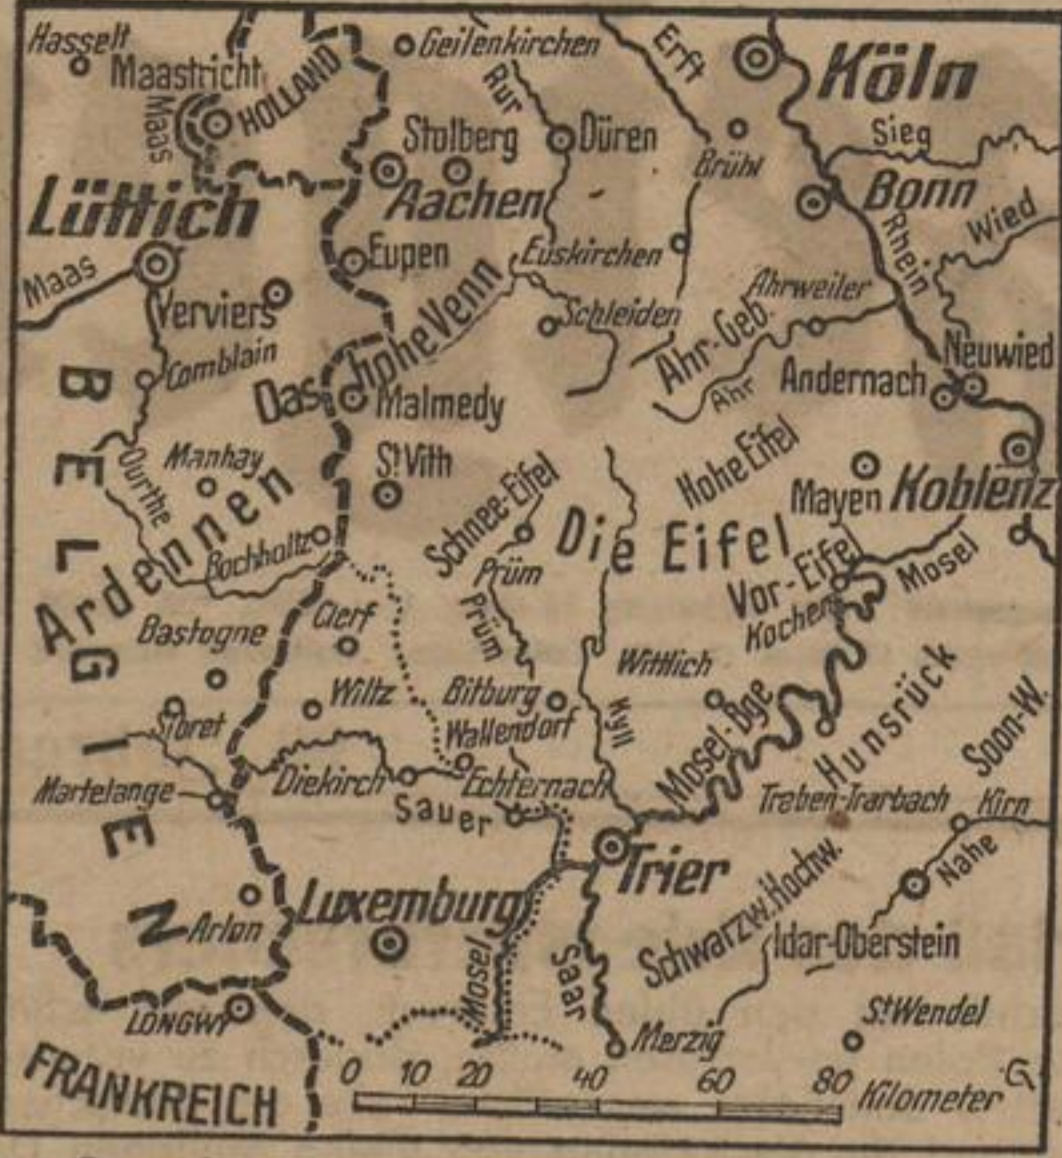 Hasselt
Geilenkirchen
Erft
Köln
Maastricht
HOLLAND
Maas
Rur
Stolberg
Düren
Sieg
Brühl
Aachen
Bonn
Lüttich
Wied
Rhein
Eupen
Euskirchen
Maas
Verviers
Das hohe Venn
Schleiden
Ahrweiler
Ahr-Geb.
Ahr
Comblain
Neuwied
Andernach
Malmedy
BELGIEN
Ourthe
Manhay
St Vith
Schnee-Eifel
Hohe Eifel
Mayen
Koblenz
Ardennen
Bochholtz
Die Eifel
Prüm
Prüm
Vor-Eifel
Kochem
Mosel
Clerf
Bastogne
Wittlich
Wiltz
Bitburg
Kyll
Mosel-Bge
Hunsrück
Soon-W.
Sforet
Wallendorf
Martelange
Diekirch
Echternach
Traben-Trarbach
Kirn
Sauer
Trier
Nahe
Luxemburg
Schwarzw. Hochw.
Arlon
Idar-Oberstein
Mosel
Saar
LONGWY
Merzig
St Wendel
FRANKREICH
0 10 20 40 60 80 Kilometer
G.